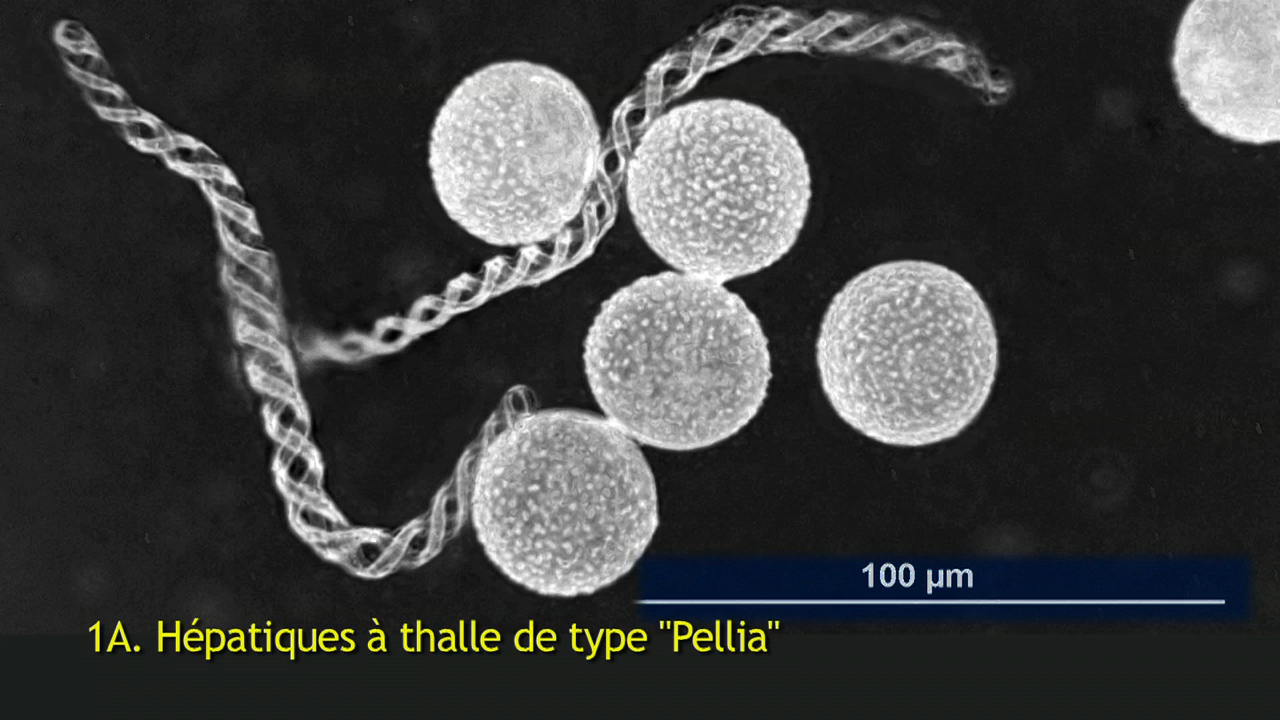 100 µm
1A. Hépatiques à thalle de type "Pellia"